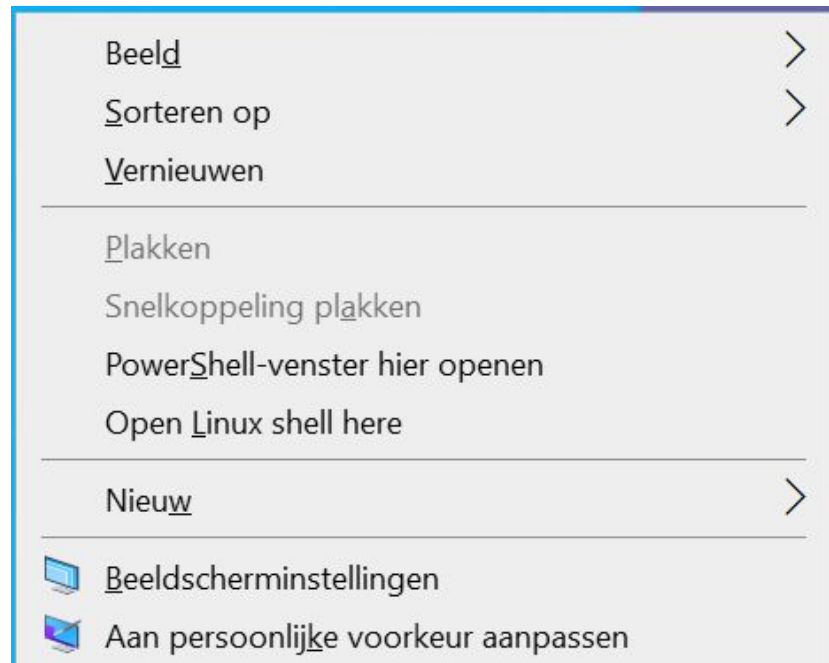 Beeld
Sorteren op
Vernieuwen
Plakken
Snelkoppeling plakken
PowerShell-venster hier openen
Open Linux shell here
Nieuw
Beeldscherminstellingen
Aan persoonlijke voorkeur aanpassen